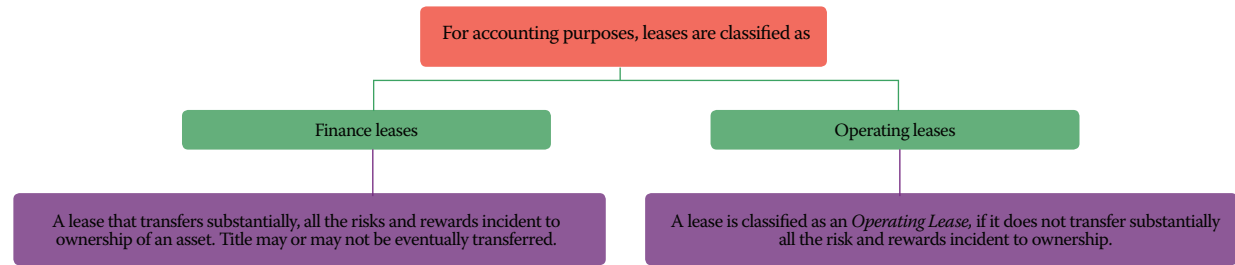 For accounting purposes, leases are classified as
Finance leases
Operating leases
A lease that transfers substantially, all the risks and rewards incident to
ownership of an asset. Title may or may not be eventually transferred.
A lease is classified as an Operating Lease, if it does not transfer substantially
all the risk and rewards incident to ownership.